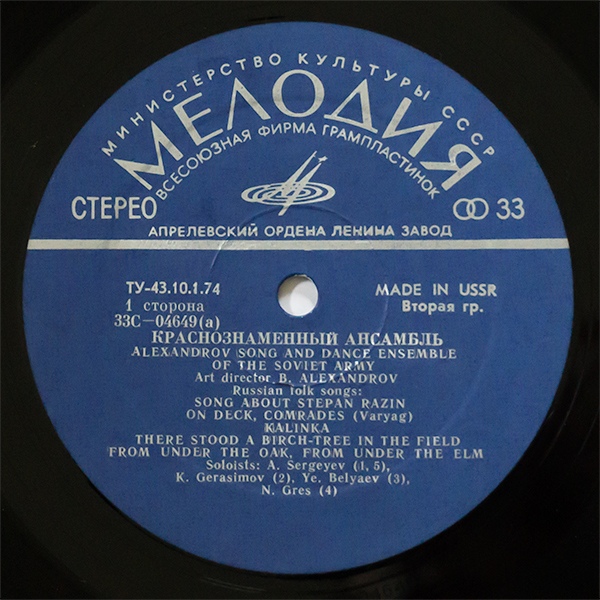 МИНИСТЕРСТВО КУЛЬТУРЫ СССР
МЕЛОДИЯ
ВСЕСОЮЗНАЯ ФИРМА ГРАМПЛАСТИНОК
СТЕРЕО
33
АПРЕЛЕВСКИЙ ОРДЕНА ЛЕНИНА ЗАВОД
ТУ-43.10.1.74
MADE IN USSR
1 сторона
Вторая гр.
33С—04649(а)
КРАСНОЗНАМЕННЫЙ АНСАМБЛЬ
ALEXANDROV SONG AND DANCE ENSEMBLE
OF THE SOVIET ARMY
Art director B. ALEXANDROV
Russian folk songs:
SONG ABOUT STEPAN RAZIN
ON DECK, COMRADES (Varyag)
KALINKA
THERE STOOD A BIRCH-TREE IN THE FIELD
FROM UNDER THE OAK, FROM UNDER THE ELM
Soloists: A. Sergeyev (1, 5),
K. Gerasimov (2), Ye. Belyaev (3),
N. Gres (4)